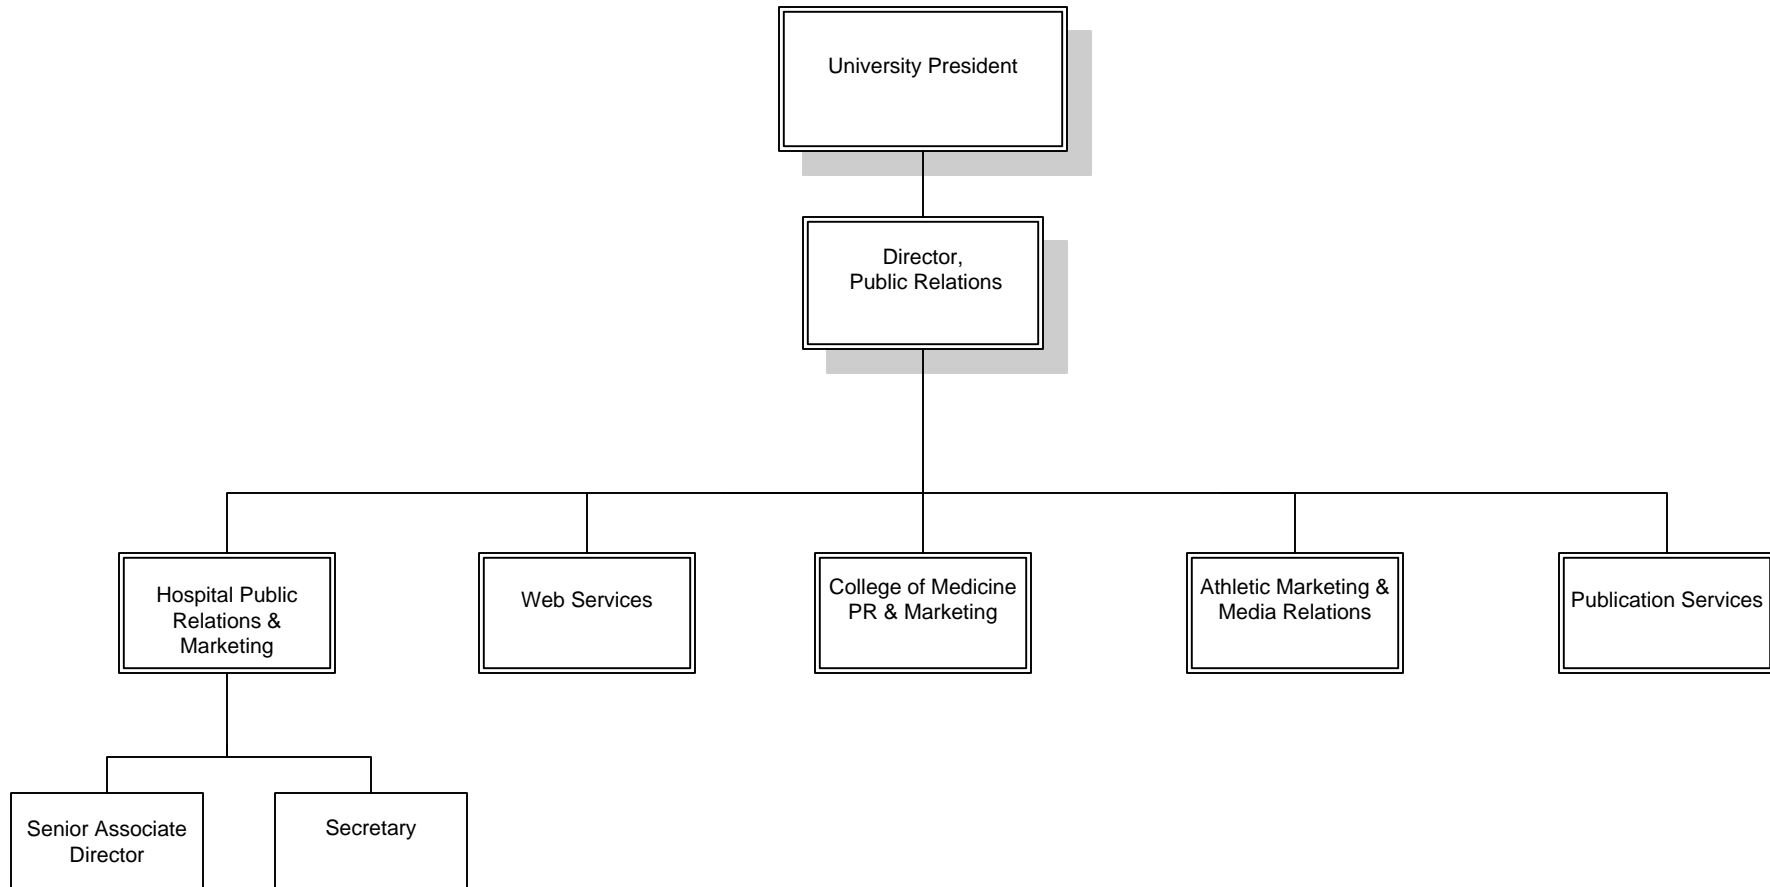 University President
Director,
Public Relations
Hospital Public
Relations &
Marketing
Web Services
College of Medicine
PR & Marketing
Athletic Marketing &
Media Relations
Publication Services
Senior Associate
Director
Secretary